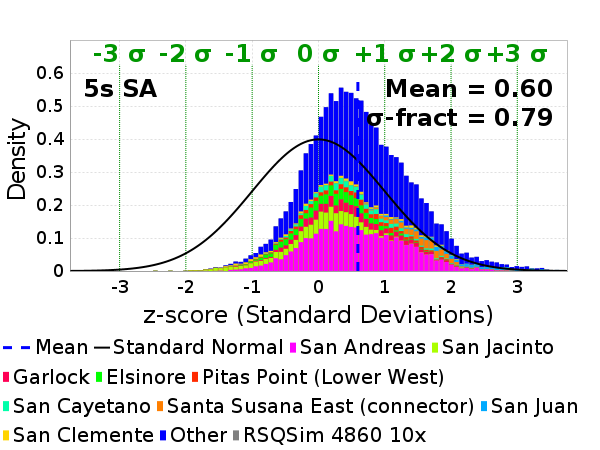 -3 σ -2 σ -1 σ 0 σ +1 σ +2 σ +3 σ
5s SA
Mean = 0.60
σ-fract = 0.79
Density
0.6
0.5
0.4
0.3
0.2
0.1
0
-3 -2 -1 0 1 2 3
z-score (Standard Deviations)
Mean Standard Normal San Andreas San Jacinto
Garlock Elsinore Pitas Point (Lower West)
San Cayetano Santa Susana East (connector) San Juan
San Clemente Other RSQSim 4860 10x